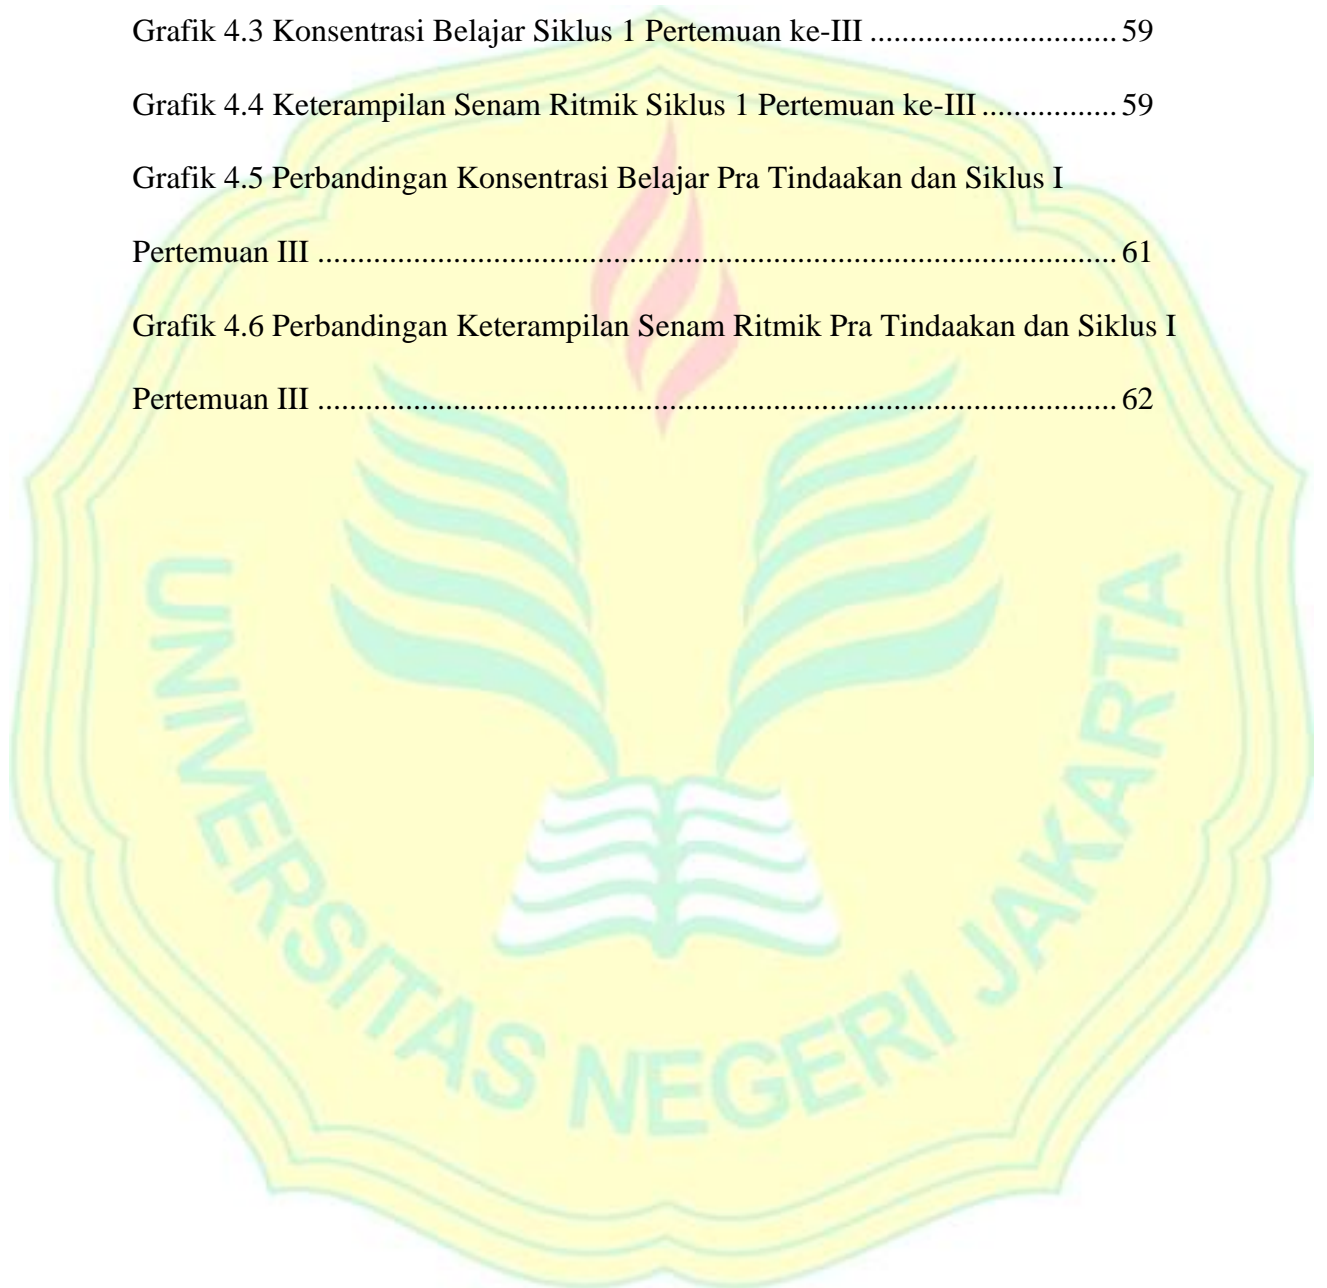 Grafik 4.3 Konsentrasi Belajar Siklus 1 Pertemuan ke-III ............................... 59
Grafik 4.4 Keterampilan Senam Ritmik Siklus 1 Pertemuan ke-III ................. 59
Grafik 4.5 Perbandingan Konsentrasi Belajar Pra Tindaakan dan Siklus I
Pertemuan III .................................................................................................... 61
Grafik 4.6 Perbandingan Keterampilan Senam Ritmik Pra Tindaakan dan Siklus I
Pertemuan III .................................................................................................... 62
UNIVERSITAS NEGERI JAKARTA